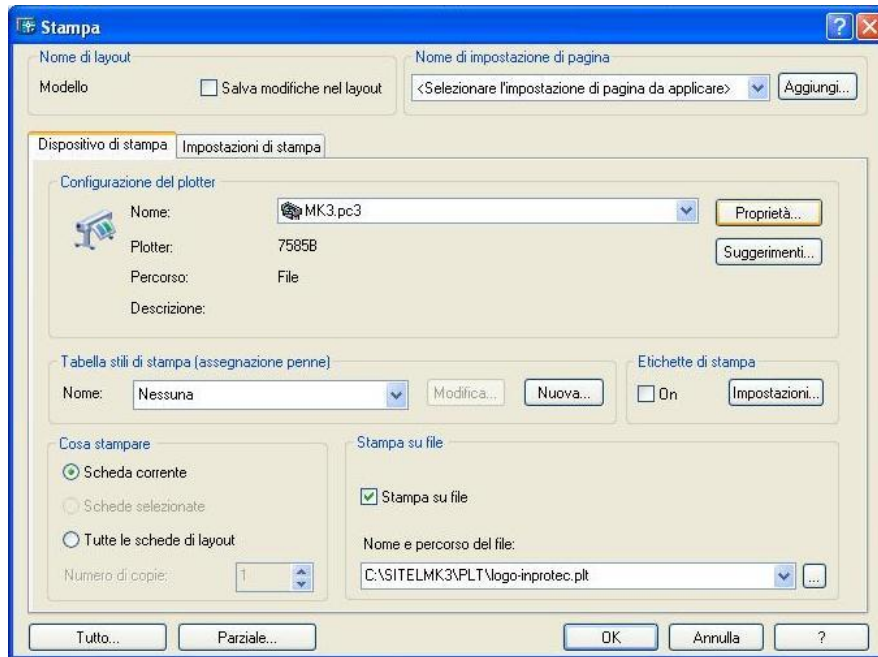 Stampa
Nome di layout
Modello
Salva modifiche nel layout
Nome di impostazione di pagina
<Selezionare l'impostazione di pagina da applicare>
Aggiungi...
Dispositivo di stampa
Impostazioni di stampa
Configurazione del plotter
Nome:
MK3.pc3
Proprietà...
Plotter:
7585B
Suggerimenti...
Percorso:
File
Descrizione:
Tabella stili di stampa (assegnazione penne)
Nome:
Nessuna
Modifica...
Nuova...
Etichette di stampa
On
Impostazioni...
Cosa stampare
Scheda corrente
Schede selezionate
Tutte le schede di layout
Numero di copie:
1
Stampa su file
Stampa su file
Nome e percorso del file:
C:\SITELMK3\PLT\logo-inprotec.plt
...
Tutto...
Parziale...
OK
Annulla
?